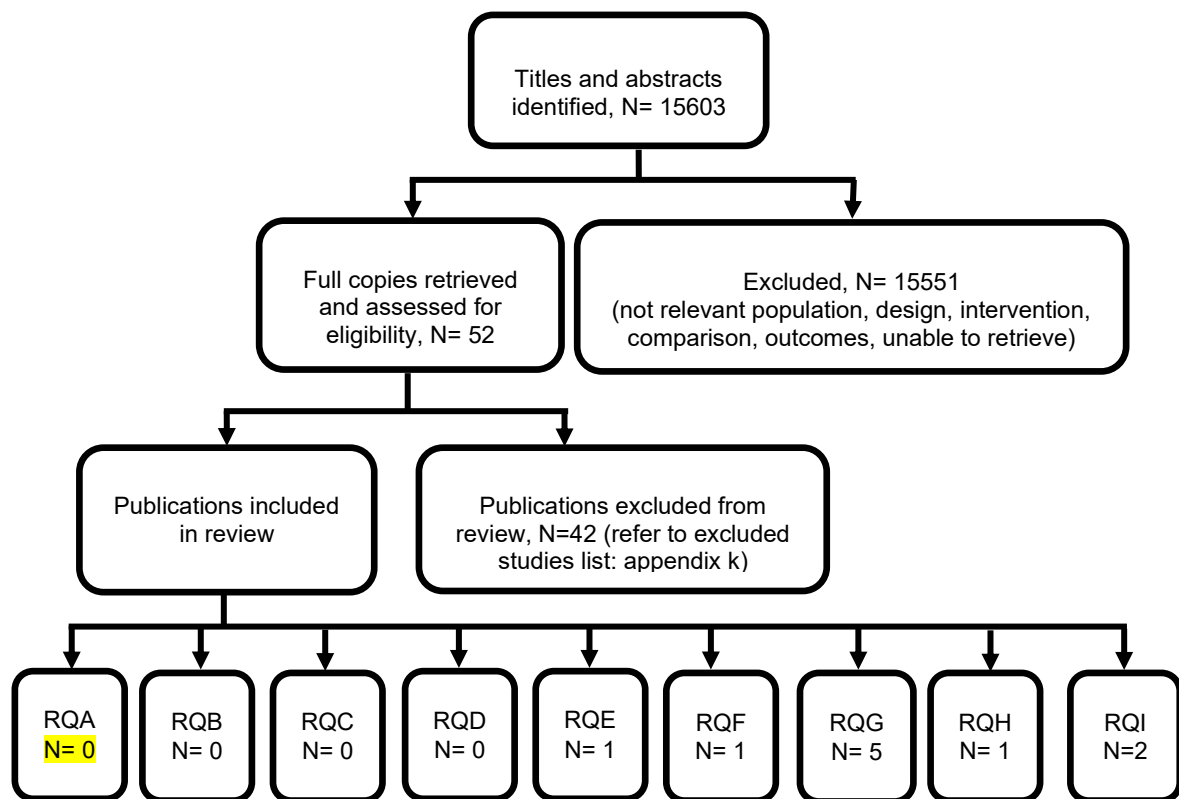 Titles and abstracts
identified, N= 15603
Full copies retrieved
and assessed for
eligibility, N= 52
Excluded, N= 15551
(not relevant population, design, intervention,
comparison, outcomes, unable to retrieve)
Publications included
in review
Publications excluded from
review, N=42 (refer to excluded
studies list: appendix k)
RQA
N= 0
RQB
N= 0
RQC
N= 0
RQD
N= 0
RQE
N= 1
RQF
N= 1
RQG
N= 5
RQH
N= 1
RQI
N=2